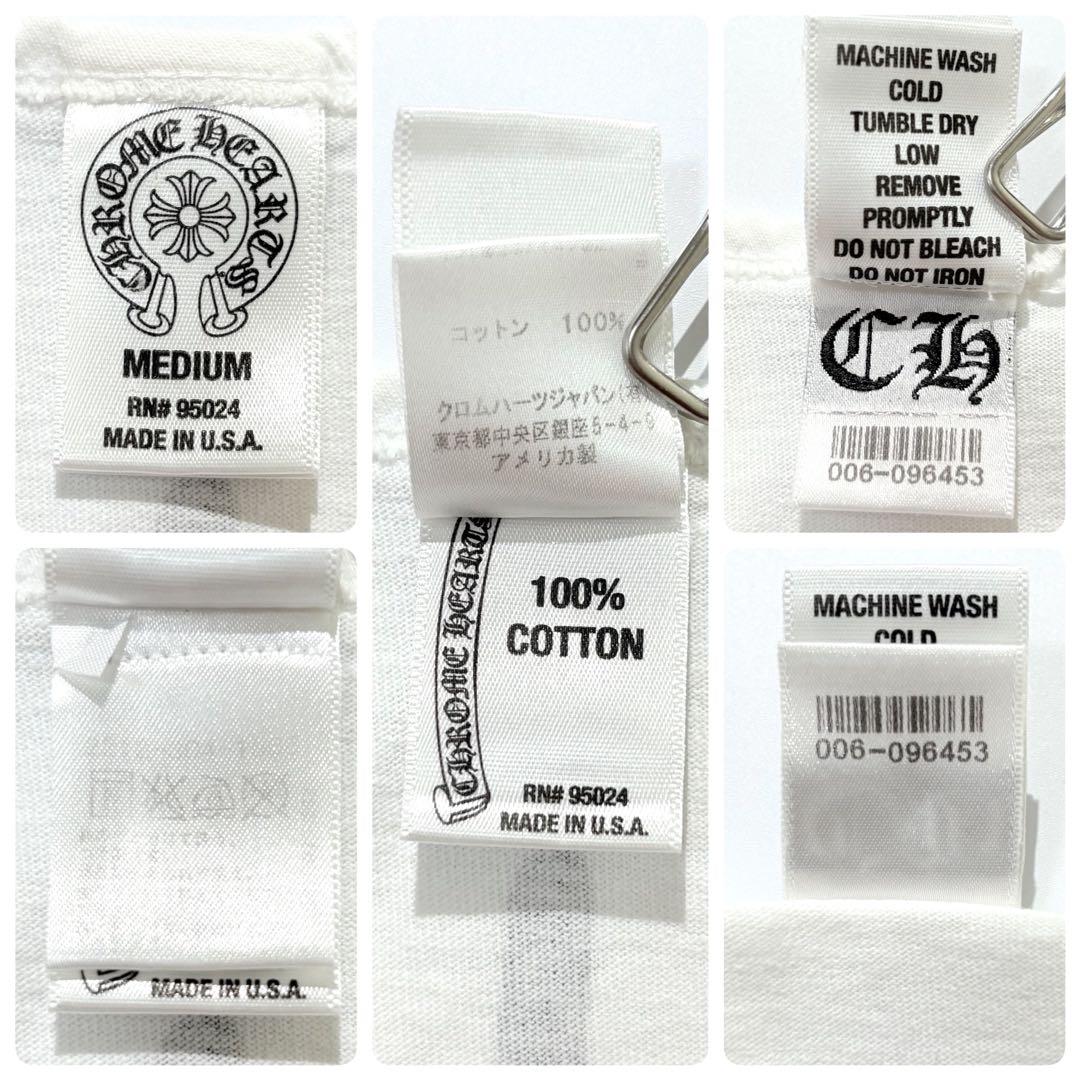 CHROME HEARTS
MEDIUM
RN# 95024
MADE IN U.S.A.
コットン 100%
クロムハーツジャパン(有)
東京都中央区銀座5-4-9
アメリカ製
CHROME HEARTS
100%
COTTON
RN# 95024
MADE IN U.S.A.
MACHINE WASH
COLD
TUMBLE DRY
LOW
REMOVE
PROMPTLY
DO NOT BLEACH
DO NOT IRON
CH
006-096453
MADE IN U.S.A.
MACHINE WASH
COLD
006-096453